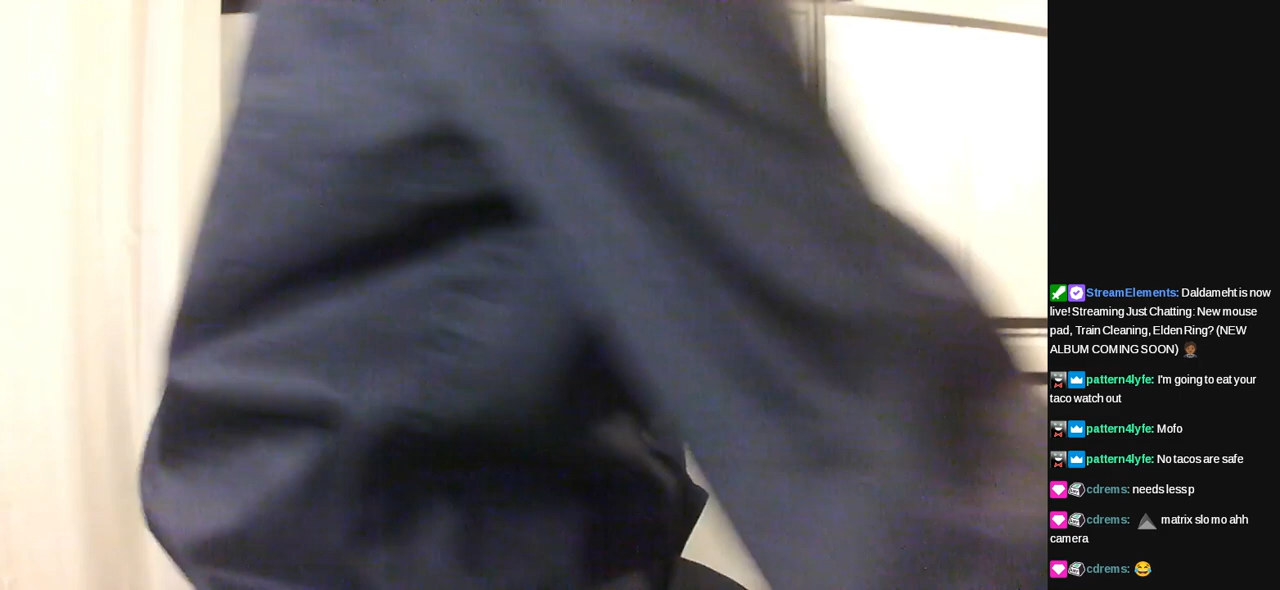 StreamElements: Daldameht is now
live! Streaming Just Chatting: New mouse
pad, Train Cleaning, Elden Ring? (NEW
ALBUM COMING SOON)
pattern4lyfe: I'm going to eat your
taco watch out
pattern4lyfe: Mofo
pattern4lyfe: No tacos are safe
cdrems: needs less p
cdrems: matrix slo mo ahh
camera
cdrems: 😂